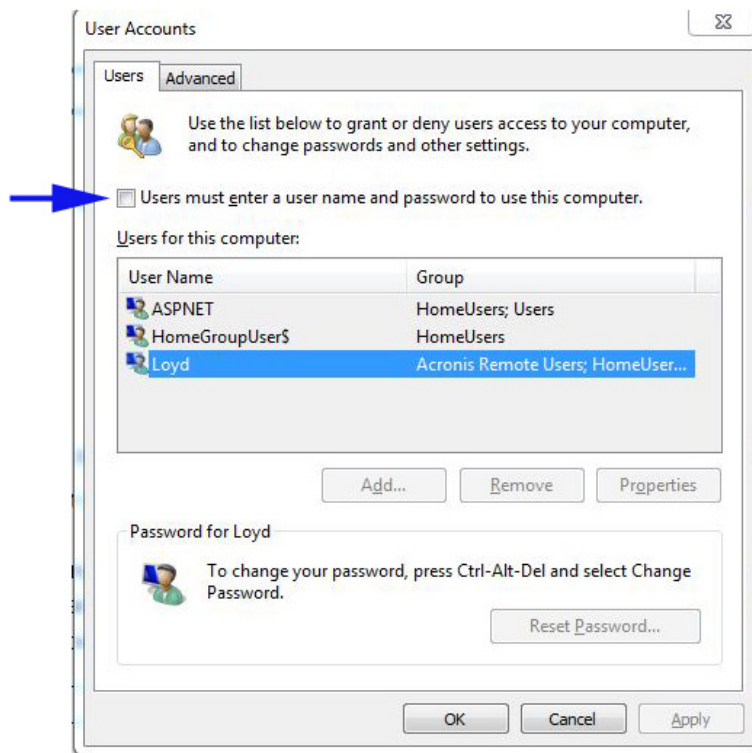 User Accounts
Users
Advanced
Use the list below to grant or deny users access to your computer,
and to change passwords and other settings.
Users must enter a user name and password to use this computer.
Users for this computer:
User Name Group
ASPNET HomeUsers; Users
HomeGroupUser$ HomeUsers
Loyd Acronis Remote Users; HomeUser...
Add... Remove Properties
Password for Loyd
To change your password, press Ctrl-Alt-Del and select Change
Password.
Reset Password...
OK Cancel Apply